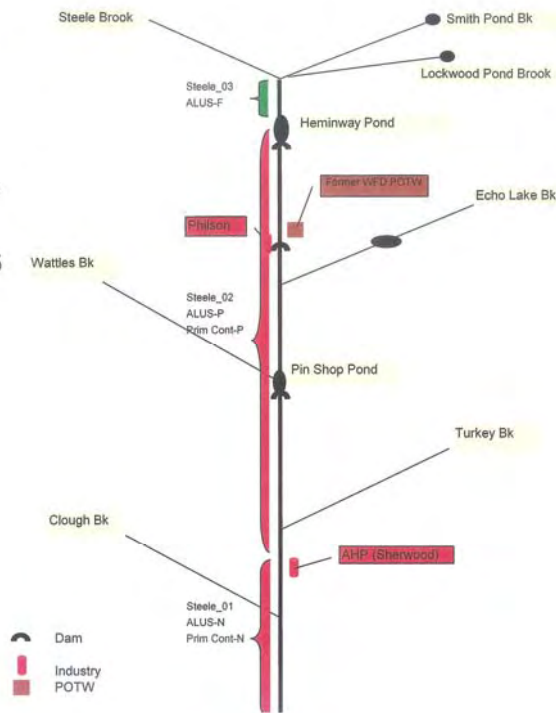 Steele Brook
Smith Pond Bk
Lockwood Pond Brook
Steele_03
ALUS-F
Heminway Pond
Former WFD POTW
Echo Lake Bk
Philson
Wattles Bk
Steele_02
ALUS-P
Prim Cont-P
Pin Shop Pond
Turkey Bk
Clough Bk
AHP (Sherwood)
Steele_01
ALUS-N
Prim Cont-N
Dam
Industry
POTW